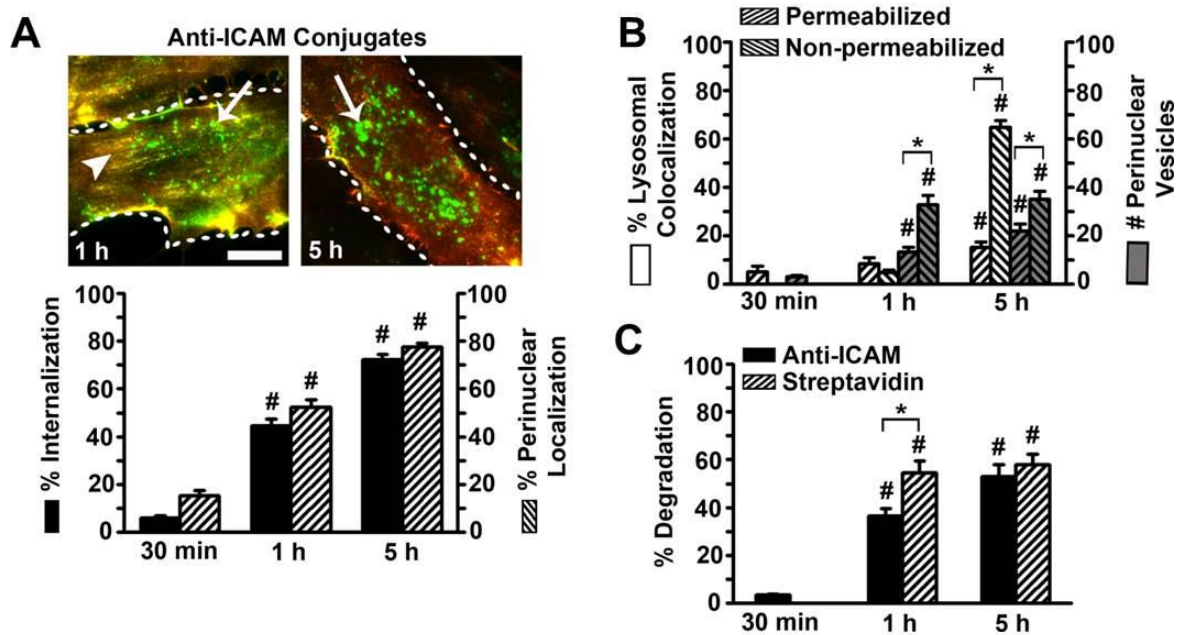 A
Anti-ICAM Conjugates
1 h
5 h
% Internalization
100
80
60
40
20
0
# #
# #
100
80
60
40
20
0
% Perinuclear
Localization
30 min 1 h 5 h
B
Permeabilized
Non-permeabilized
% Lysosomal
Colocalization
100
80
60
40
20
0
*
# #
*
# #
*
# #
100
80
60
40
20
0
# Perinuclear
Vesicles
30 min 1 h 5 h
C
Anti-ICAM
Streptavidin
% Degradation
100
80
60
40
20
0
*
# #
# #
30 min 1 h 5 h